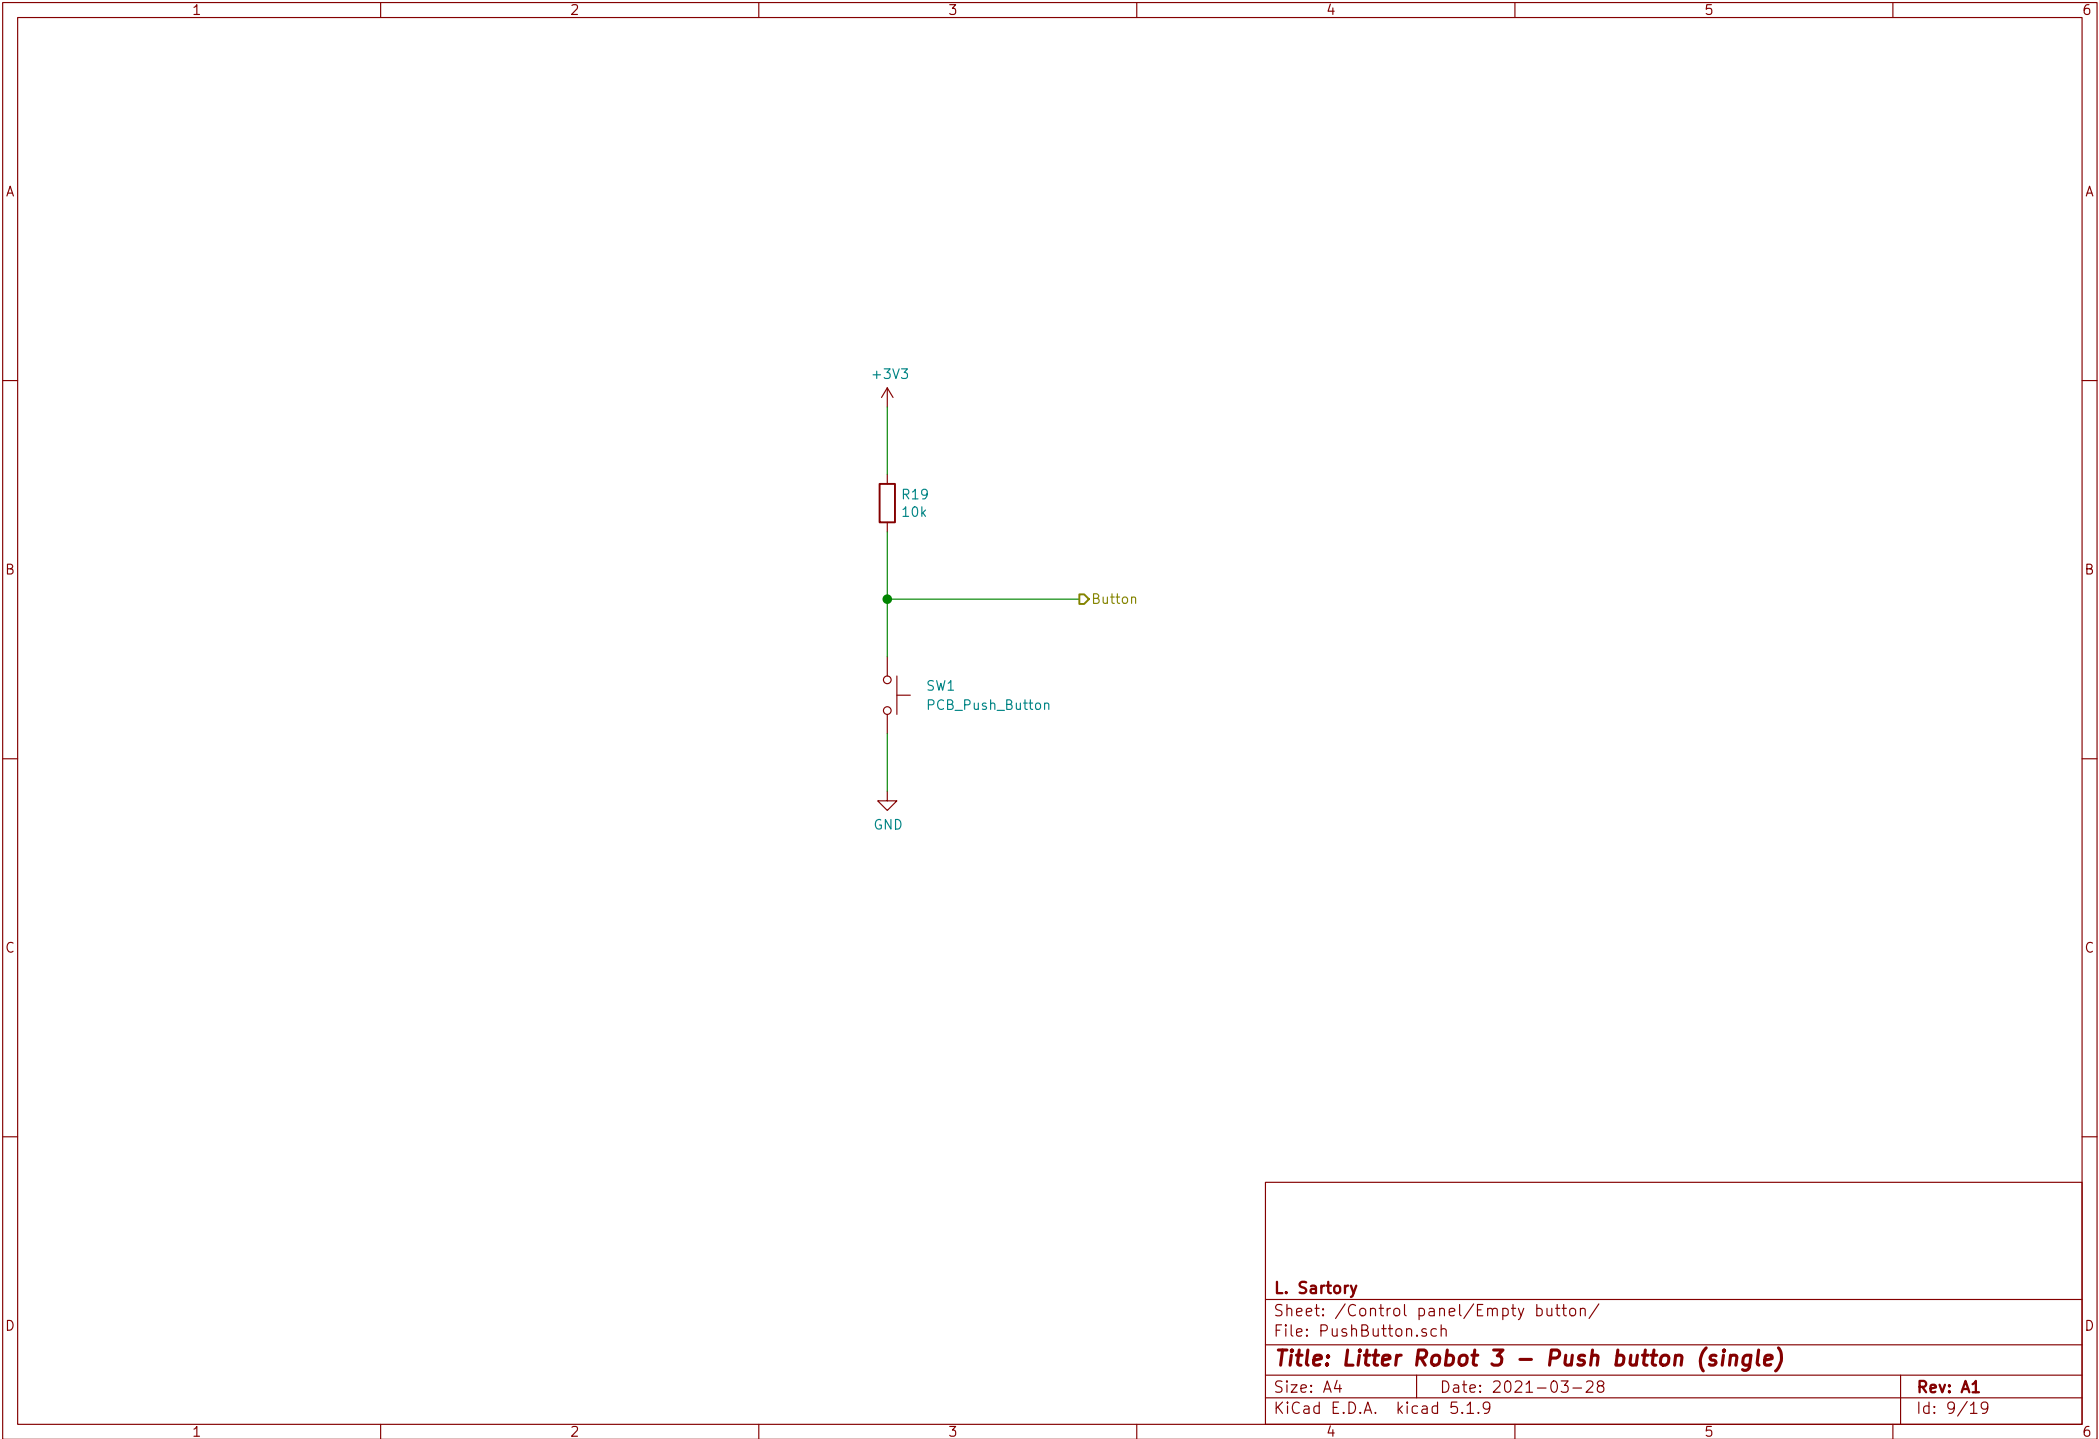 1 2 3 4 5 6
A A
+3V3
R19
10k
B B
Button
SW1
PCB_Push_Button
GND
C C
L. Sartory
Sheet: /Control panel/Empty button/
File: PushButton.sch
D D
Title: Litter Robot 3 – Push button (single)
Size: A4 Date: 2021-03-28 Rev: A1
KiCad E.D.A. kicad 5.1.9 Id: 9/19
1 2 3 4 5 6